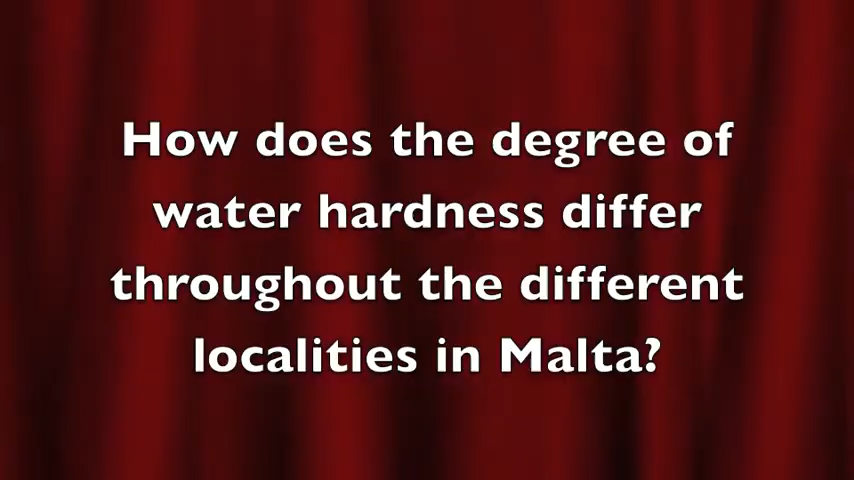 How does the degree of
water hardness differ
throughout the different
localities in Malta?